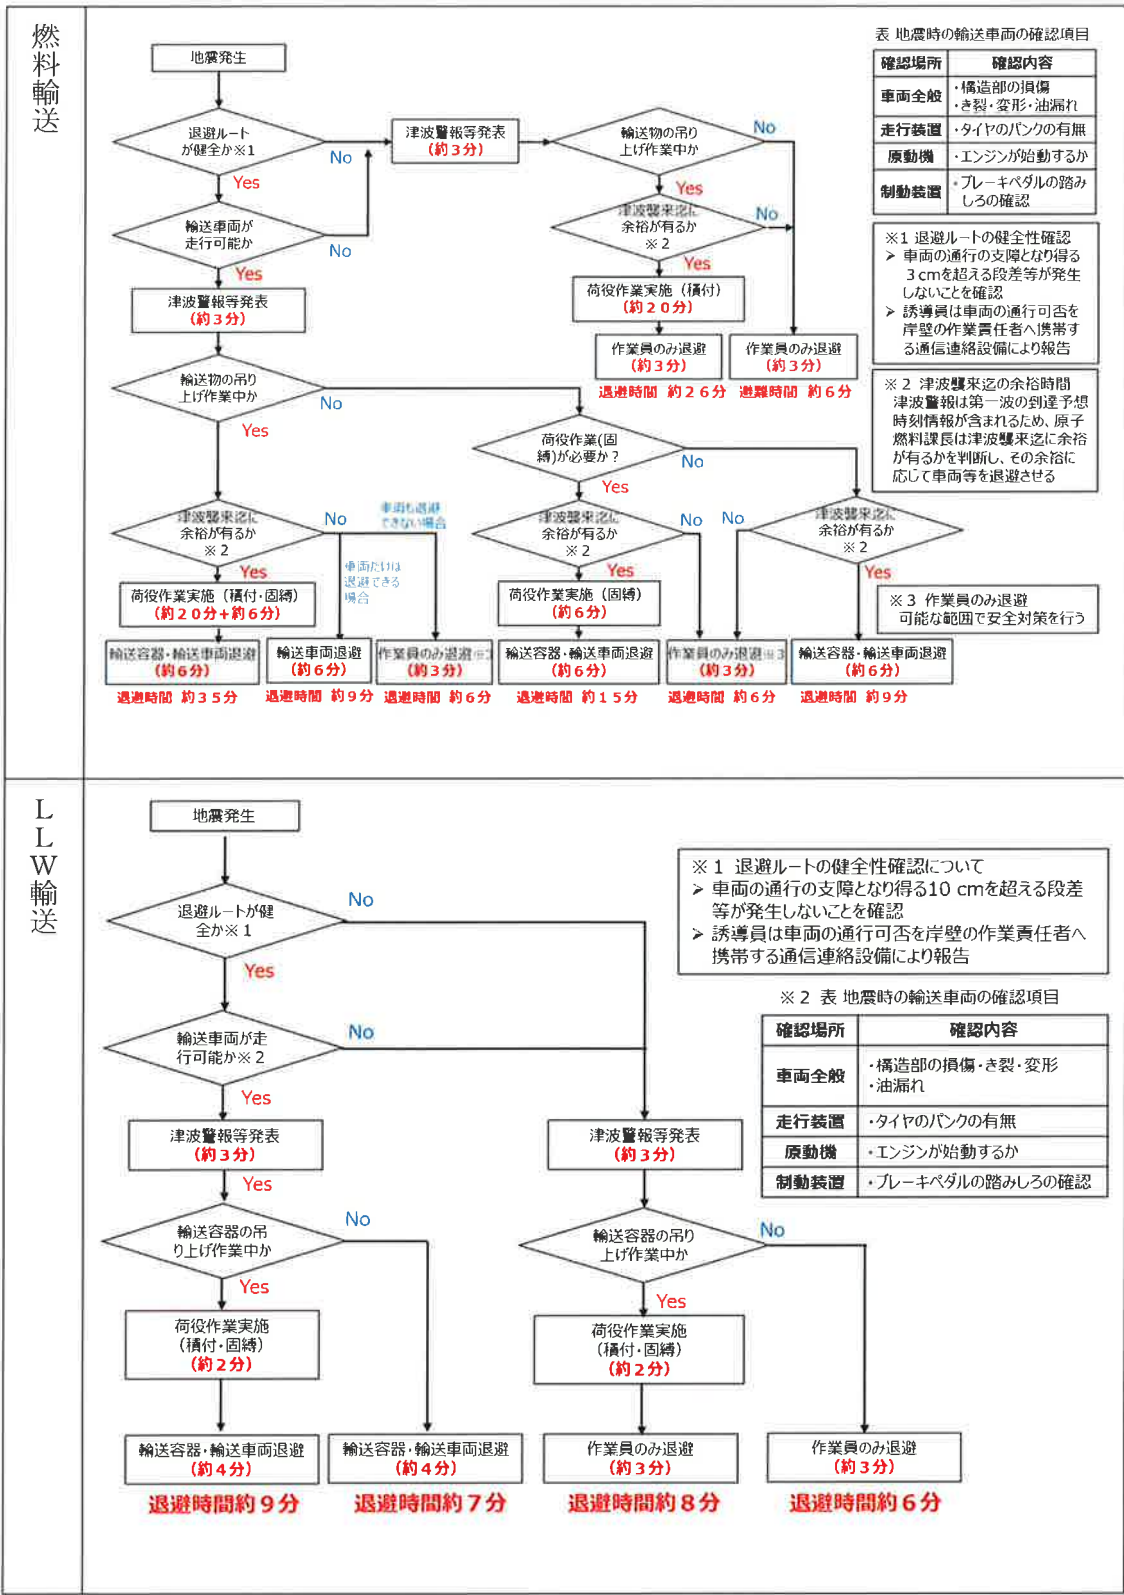 燃料輸送
地震発生
退避ルート
が健全か※1
No
Yes
輸送車両が
走行可能か
No
Yes
津波警報等発表
(約3分)
輸送物の吊り
上げ作業中か
No
Yes
津波襲来迄に
余裕が有るか
※2
No
Yes
荷役作業実施（積付）
(約20分)
作業員のみ退避
(約3分)
退避時間 約26分
作業員のみ退避
(約3分)
避難時間 約6分
津波警報等発表
(約3分)
輸送物の吊り
上げ作業中か
No
Yes
荷役作業(固
縛)が必要か？
No
Yes
津波襲来迄に
余裕が有るか
※2
No
Yes
車両も退避
できない場合
車両だけは
退避できる
場合
荷役作業実施（積付・固縛）
(約20分+約6分)
輸送容器・輸送車両退避
(約6分)
退避時間 約35分
輸送車両退避
(約6分)
退避時間 約9分
作業員のみ退避※3
(約3分)
退避時間 約6分
津波襲来迄に
余裕が有るか
※2
No
Yes
荷役作業実施（固縛）
(約6分)
輸送容器・輸送車両退避
(約6分)
退避時間 約15分
津波襲来迄に
余裕が有るか
※2
No
Yes
作業員のみ退避※3
(約3分)
退避時間 約6分
輸送容器・輸送車両退避
(約6分)
退避時間 約9分
表 地震時の輸送車両の確認項目
確認場所 確認内容
車両全般 ・構造部の損傷
・き裂・変形・油漏れ
走行装置 ・タイヤのパンクの有無
原動機 ・エンジンが始動するか
制動装置 ・ブレーキペダルの踏み
しろの確認
※1 退避ルートの健全性確認
➢ 車両の通行の支障となり得る
3cmを超える段差等が発生
しないことを確認
➢ 誘導員は車両の通行可否を
岸壁の作業責任者へ携帯す
る通信連絡設備により報告
※2 津波襲来迄の余裕時間
津波警報は第一波の到達予想
時刻情報が含まれるため、原子
燃料課長は津波襲来迄に余裕
が有るかを判断し、その余裕に
応じて車両等を退避させる
※3 作業員のみ退避
可能な範囲で安全対策を行う
LLW輸送
地震発生
退避ルートが健
全か※1
No
Yes
輸送車両が走
行可能か※2
No
Yes
津波警報等発表
(約3分)
Yes
輸送容器の吊
り上げ作業中か
No
Yes
荷役作業実施
（積付・固縛）
(約2分)
輸送容器・輸送車両退避
(約4分)
退避時間約9分
輸送容器・輸送車両退避
(約4分)
退避時間約7分
津波警報等発表
(約3分)
輸送容器の吊り
上げ作業中か
No
Yes
荷役作業実施
（積付・固縛）
(約2分)
作業員のみ退避
(約3分)
退避時間約8分
作業員のみ退避
(約3分)
退避時間約6分
※1 退避ルートの健全性確認について
➢ 車両の通行の支障となり得る10 cmを超える段差
等が発生しないことを確認
➢ 誘導員は車両の通行可否を岸壁の作業責任者へ
携帯する通信連絡設備により報告
※2 表 地震時の輸送車両の確認項目
確認場所 確認内容
車両全般 ・構造部の損傷・き裂・変形
・油漏れ
走行装置 ・タイヤのパンクの有無
原動機 ・エンジンが始動するか
制動装置 ・ブレーキペダルの踏みしろの確認